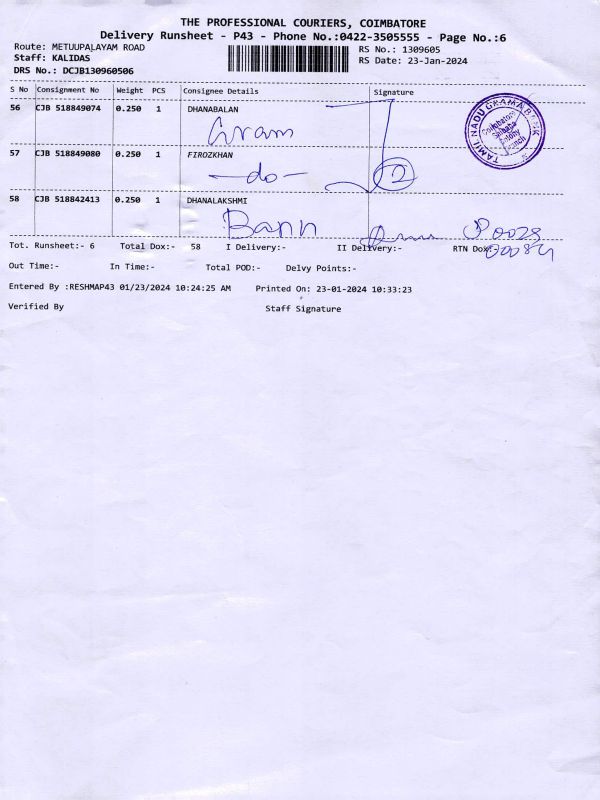 THE PROFESSIONAL COURIERS, COIMBATORE
Delivery Runsheet - P43 - Phone No.:0422-3505555 - Page No.:6
Route: METUUPALAYAM ROAD
RS No.: 1309605
Staff: KALIDAS
RS Date: 23-Jan-2024
DRS No.: DCJB130960506
S No Consignment No Weight PCS Consignee Details Signature
56 CJB 518849074 0.250 1 DHANABALAN
Gram
TAMIL NADU GRAMA BANK
Coimbatore
Branch
57 CJB 518849080 0.250 1 FIROZKHAN
-do-
2
58 CJB 518842413 0.250 1 DHANALAKSHMI
Bann
Tot. Runsheet:- 6 Total Dox:- 58 I Delivery:- II Delivery:- RTN Dox:-
Out Time:- In Time:- Total POD:- Delvy Points:-
Entered By :RESHMAP43 01/23/2024 10:24:25 AM Printed On: 23-01-2024 10:33:23
Verified By Staff Signature